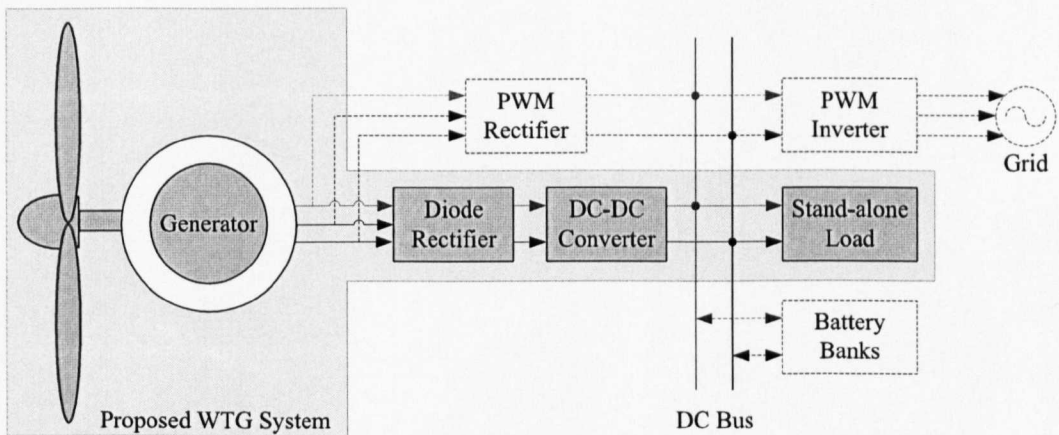 PWM
Rectifier
PWM
Inverter
Grid
Generator
Diode
Rectifier
DC-DC
Converter
Stand-alone
Load
Battery
Banks
Proposed WTG System
DC Bus